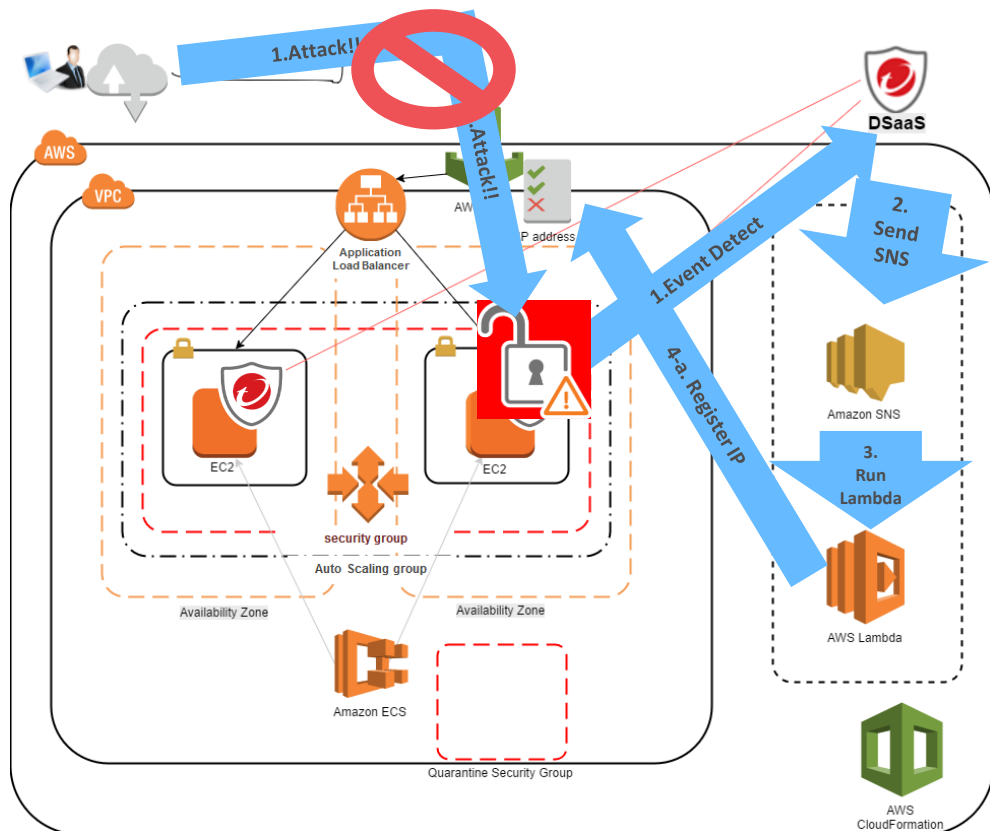 1.Attack!!
.Attack!!
DSaaS
AWS
VPC
AW
IP address
Application
Load Balancer
1.Event Detect
2.
Send
SNS
4-a. Register IP
Amazon SNS
3.
Run
Lambda
EC2
EC2
security group
Auto Scaling group
Availability Zone
Availability Zone
AWS Lambda
Amazon ECS
Quarantine Security Group
AWS
CloudFormation